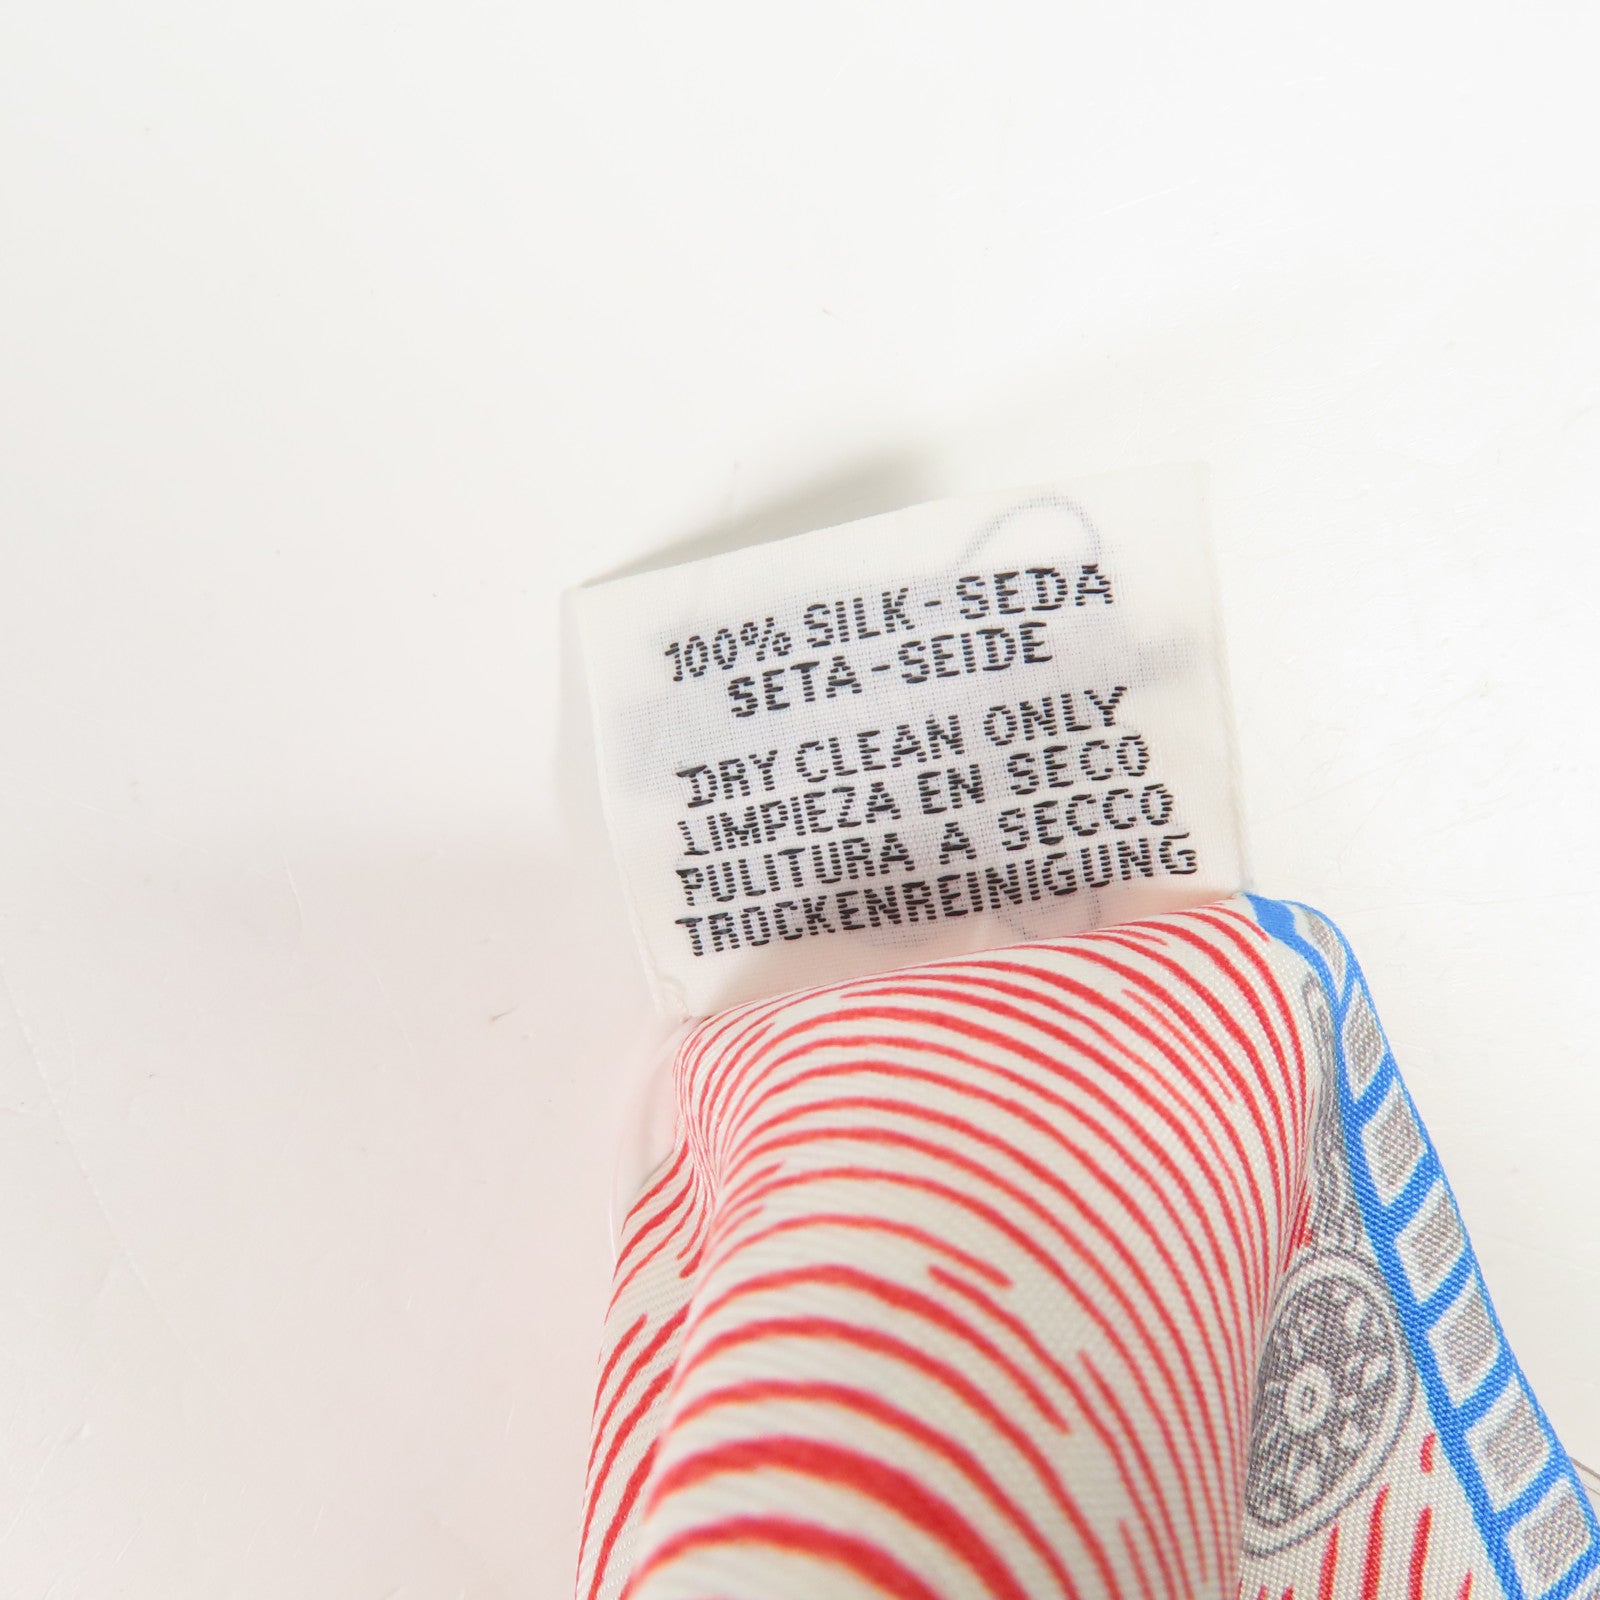 100% SILK - SEDA
SETA - SEIDE
DRY CLEAN ONLY
LIMPIEZA EN SECO
PULITURA A SECCO
TROCKENREINIGUNG